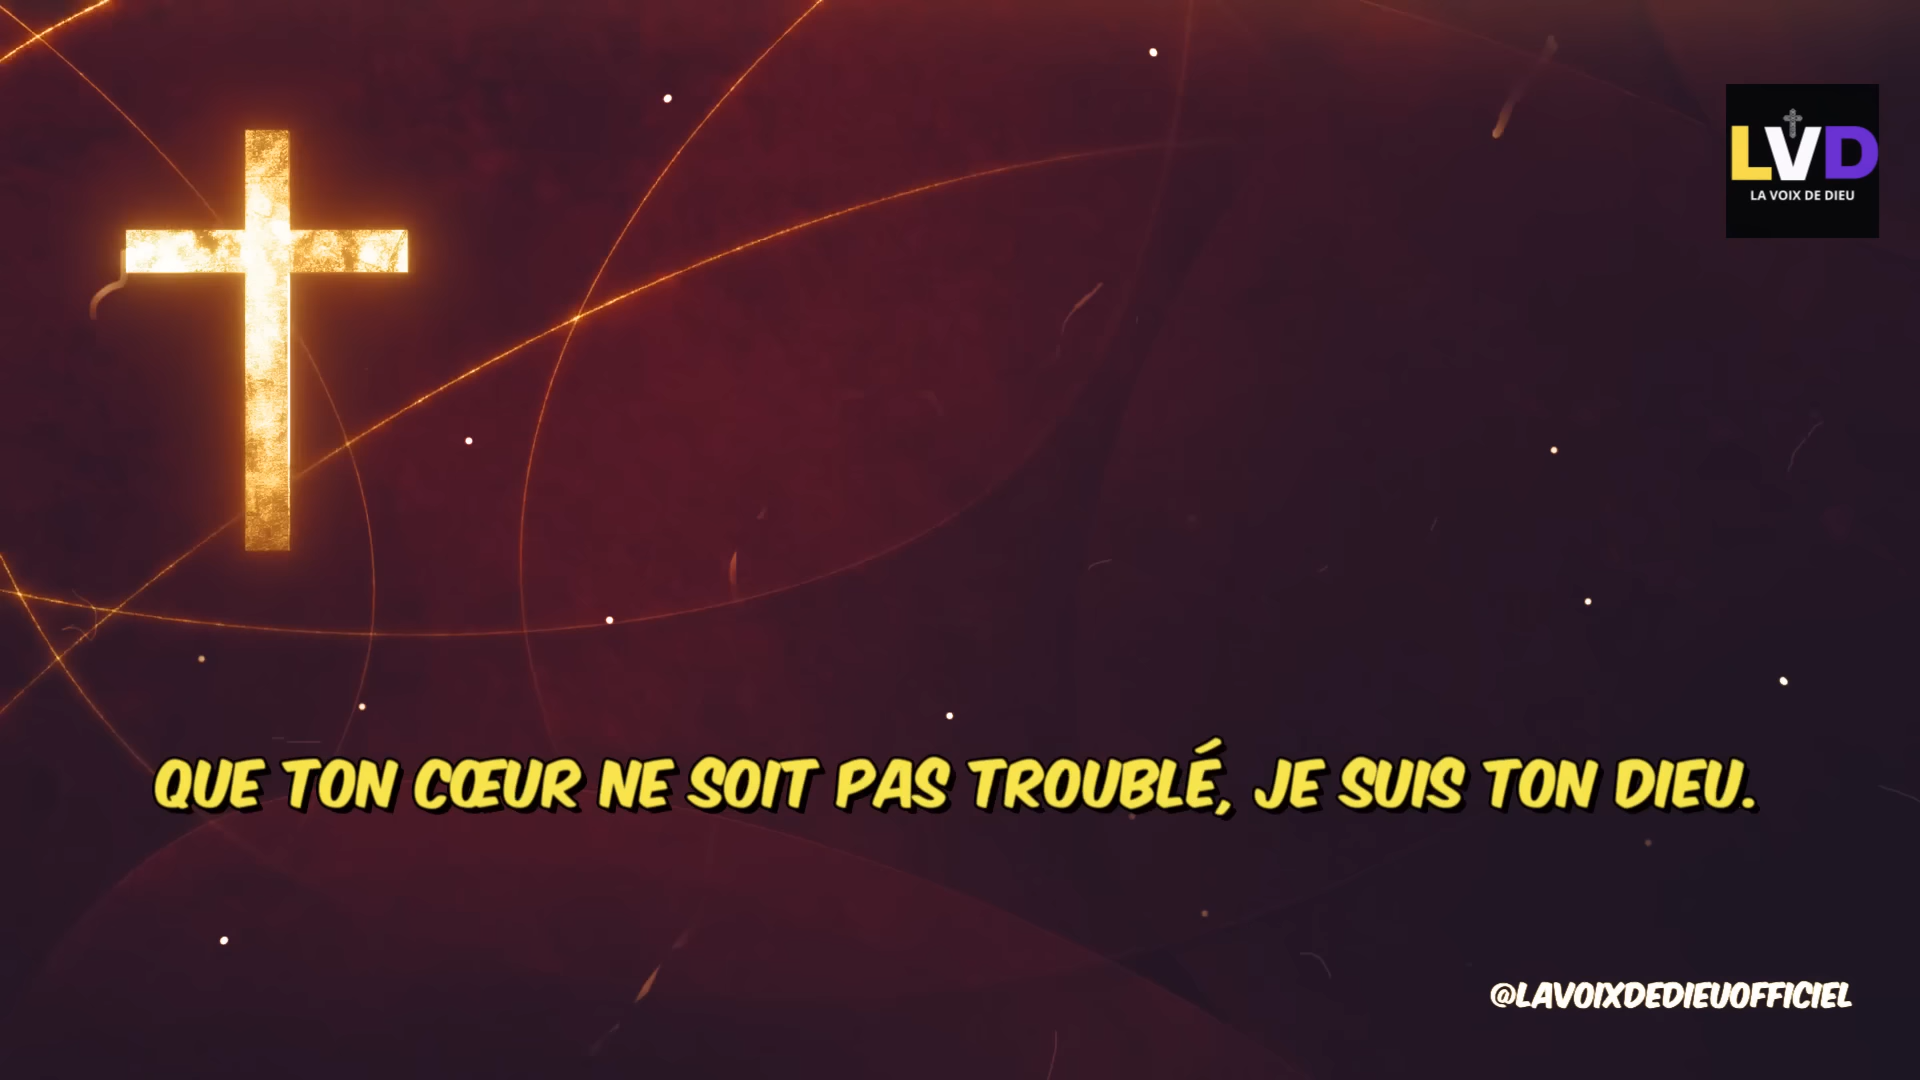 LVD
LA VOIX DE DIEU
QUE TON CŒUR NE SOIT PAS TROUBLÉ, JE SUIS TON DIEU.
@LAVOIXDEDIEUOFFICIEL